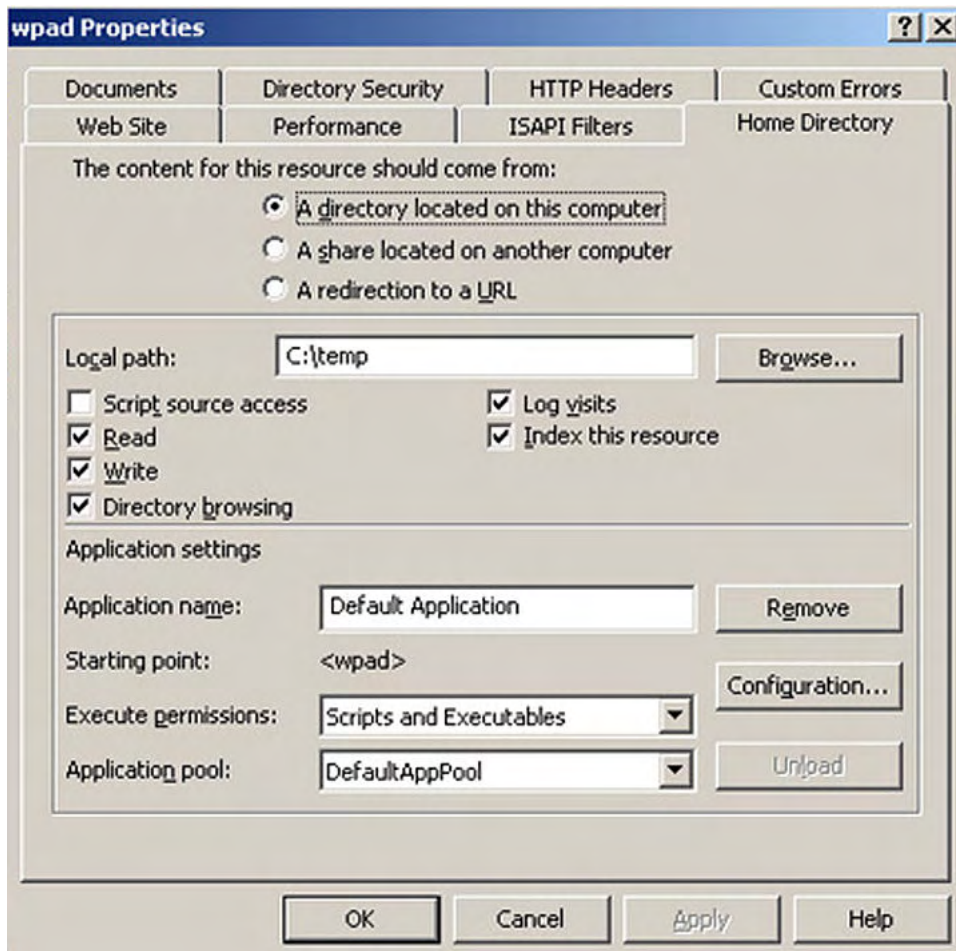 wpad Properties
Documents Directory Security HTTP Headers Custom Errors
Web Site Performance ISAPI Filters Home Directory
The content for this resource should come from:
A directory located on this computer
A share located on another computer
A redirection to a URL
Local path: C:\temp Browse...
Script source access Log visits
Read Index this resource
Write
Directory browsing
Application settings
Application name: Default Application Remove
Starting point: <wpad>
Configuration...
Execute permissions: Scripts and Executables
Application pool: DefaultAppPool Unload
OK Cancel Apply Help